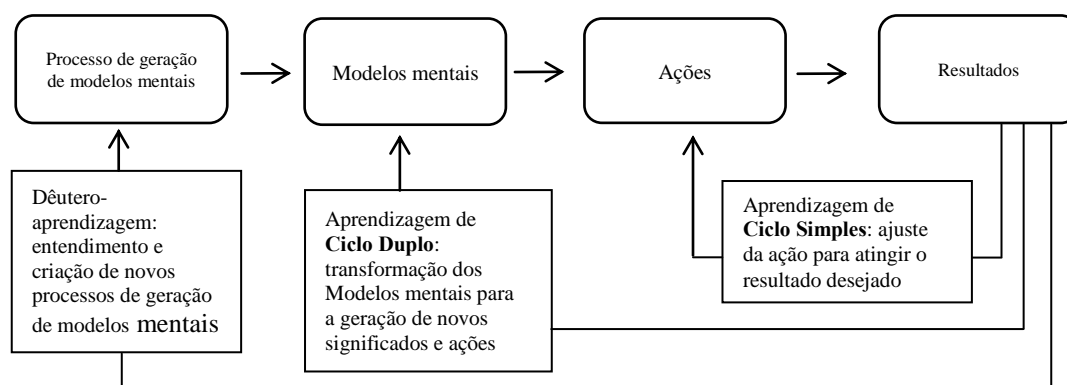 Processo de geração
de modelos mentais
Modelos mentais
Ações
Resultados
Dêutero-
aprendizagem:
entendimento e
criação de novos
processos de geração
de modelos mentais
Aprendizagem de
Ciclo Duplo:
transformação dos
Modelos mentais para
a geração de novos
significados e ações
Aprendizagem de
Ciclo Simples: ajuste
da ação para atingir o
resultado desejado